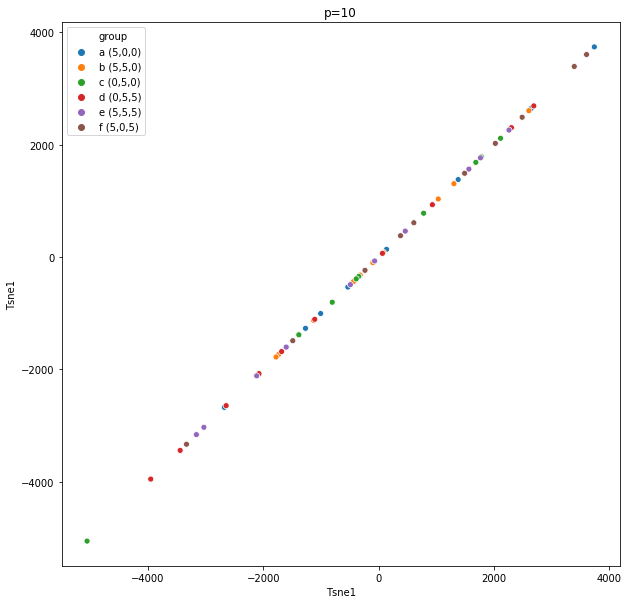 p=10
group
a (5,0,0)
b (5,5,0)
c (0,5,0)
d (0,5,5)
e (5,5,5)
f (5,0,5)
4000
2000
0
−2000
−4000
Tsne1
−4000 −2000 0 2000 4000
Tsne1